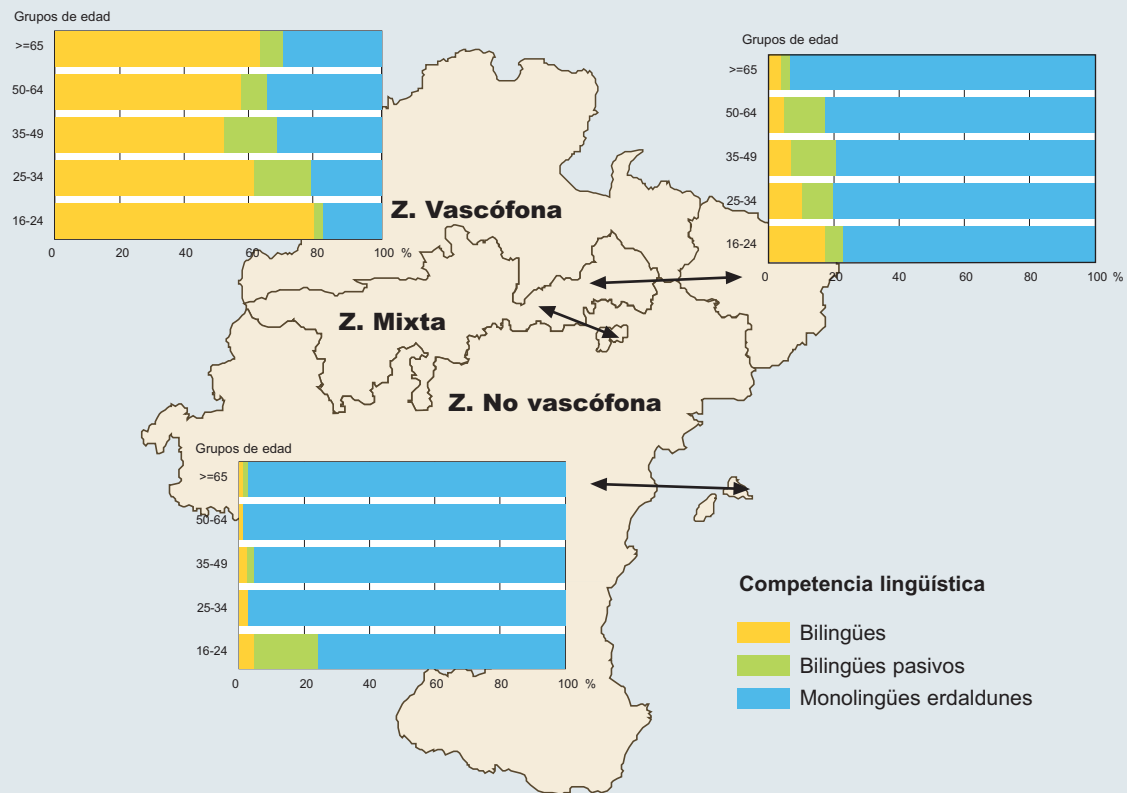 Grupos de edad
>=65
50-64
35-49
25-34
16-24
0 20 40 60 80 100 %
Grupos de edad
>=65
50-64
35-49
25-34
16-24
0 20 40 60 80 100 %
Z. Vascófona
Z. Mixta
Z. No vascófona
Grupos de edad
>=65
50-64
35-49
25-34
16-24
0 20 40 60 80 100 %
Competencia lingüística
Bilingües
Bilingües pasivos
Monolingües erdaldunes